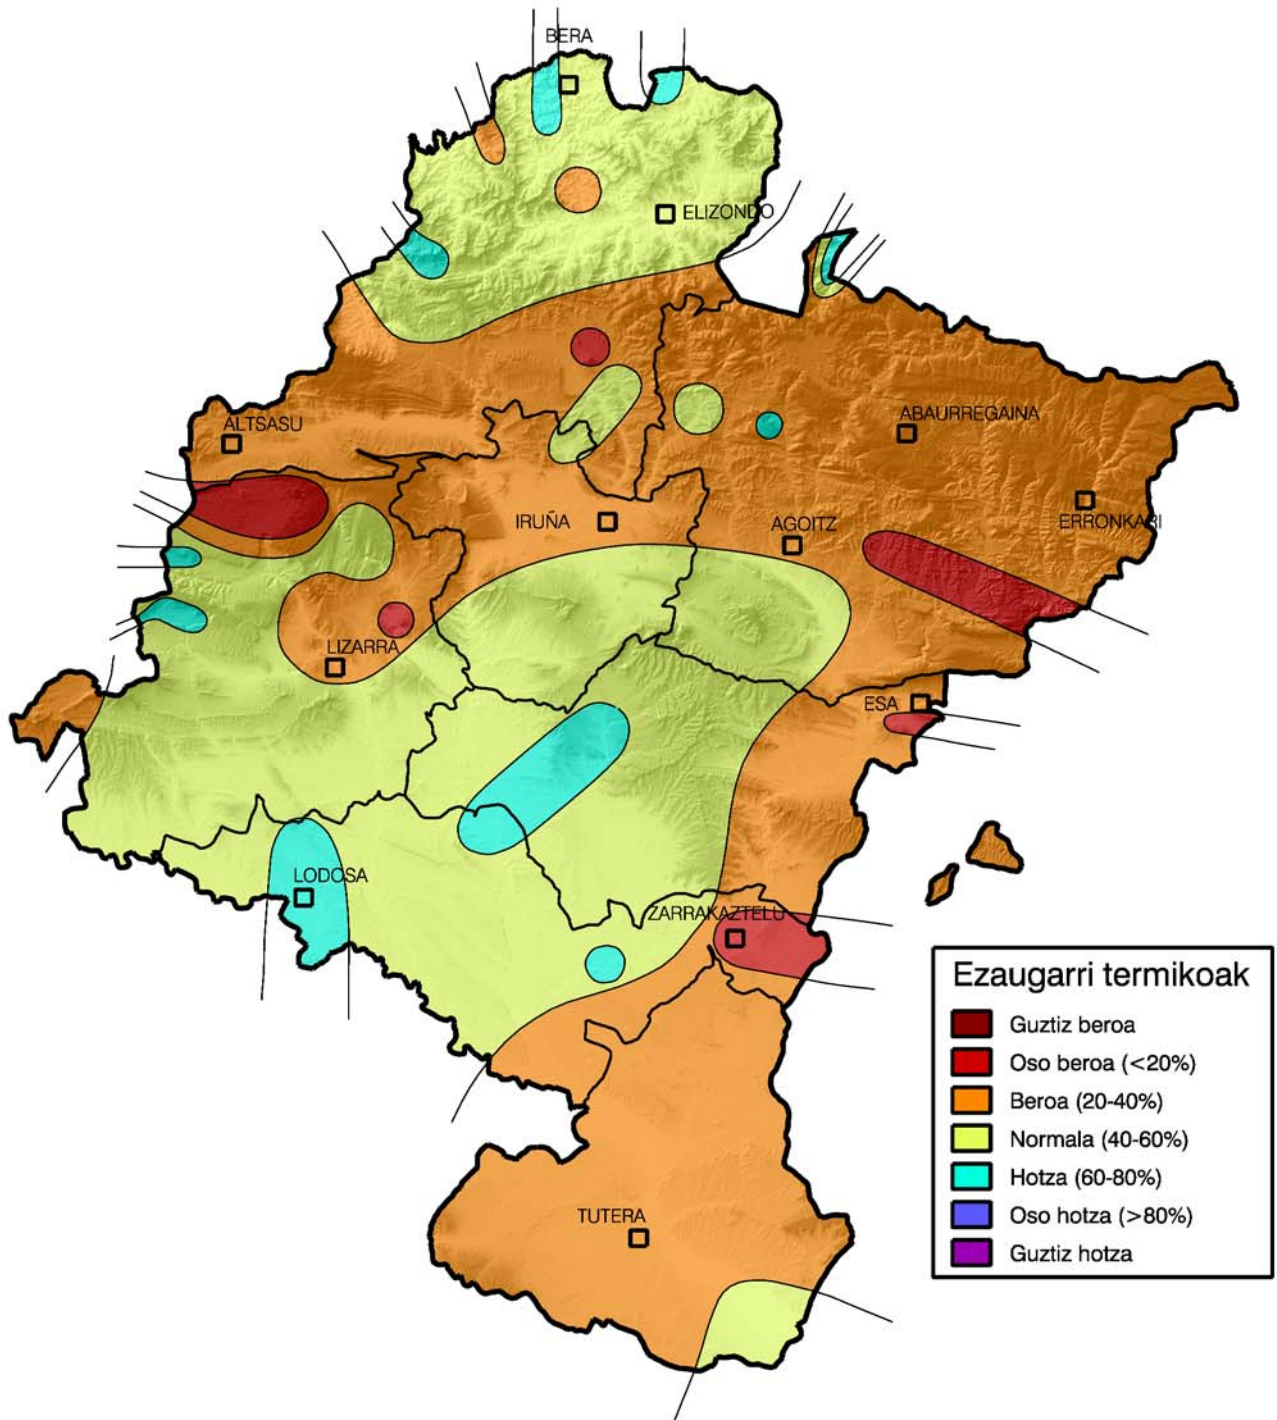 BERA
ELIZONDO
ALTSASU
ABAURREGAINA
ERRONKARI
IRUÑA
AGOITZ
LIZARRA
ESA
LODOSA
ZARRAKAZTELU
TUTERA
Ezaugarri termikoak
Guztiz beroa
Oso beroa (<20%)
Beroa (20-40%)
Normala (40-60%)
Hotza (60-80%)
Oso hotza (>80%)
Guztiz hotza